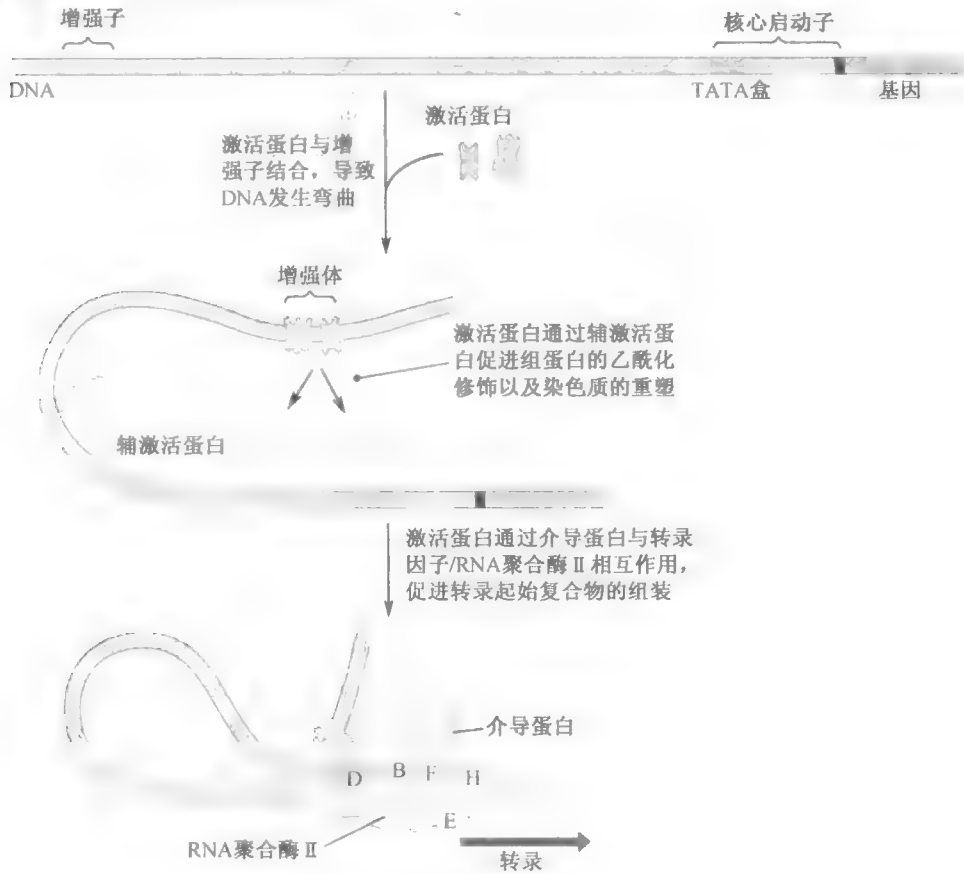 增强子
核心启动子
DNA
TATA盒
基因
激活蛋白
激活蛋白与增
强子结合，导致
DNA发生弯曲
增强体
激活蛋白通过辅激活蛋
白促进组蛋白的乙酰化
修饰以及染色质的重塑
辅激活蛋白
激活蛋白通过介导蛋白与转录
因子/RNA聚合酶Ⅱ相互作用，
促进转录起始复合物的组装
介导蛋白
D B F H
E
RNA聚合酶Ⅱ
转录